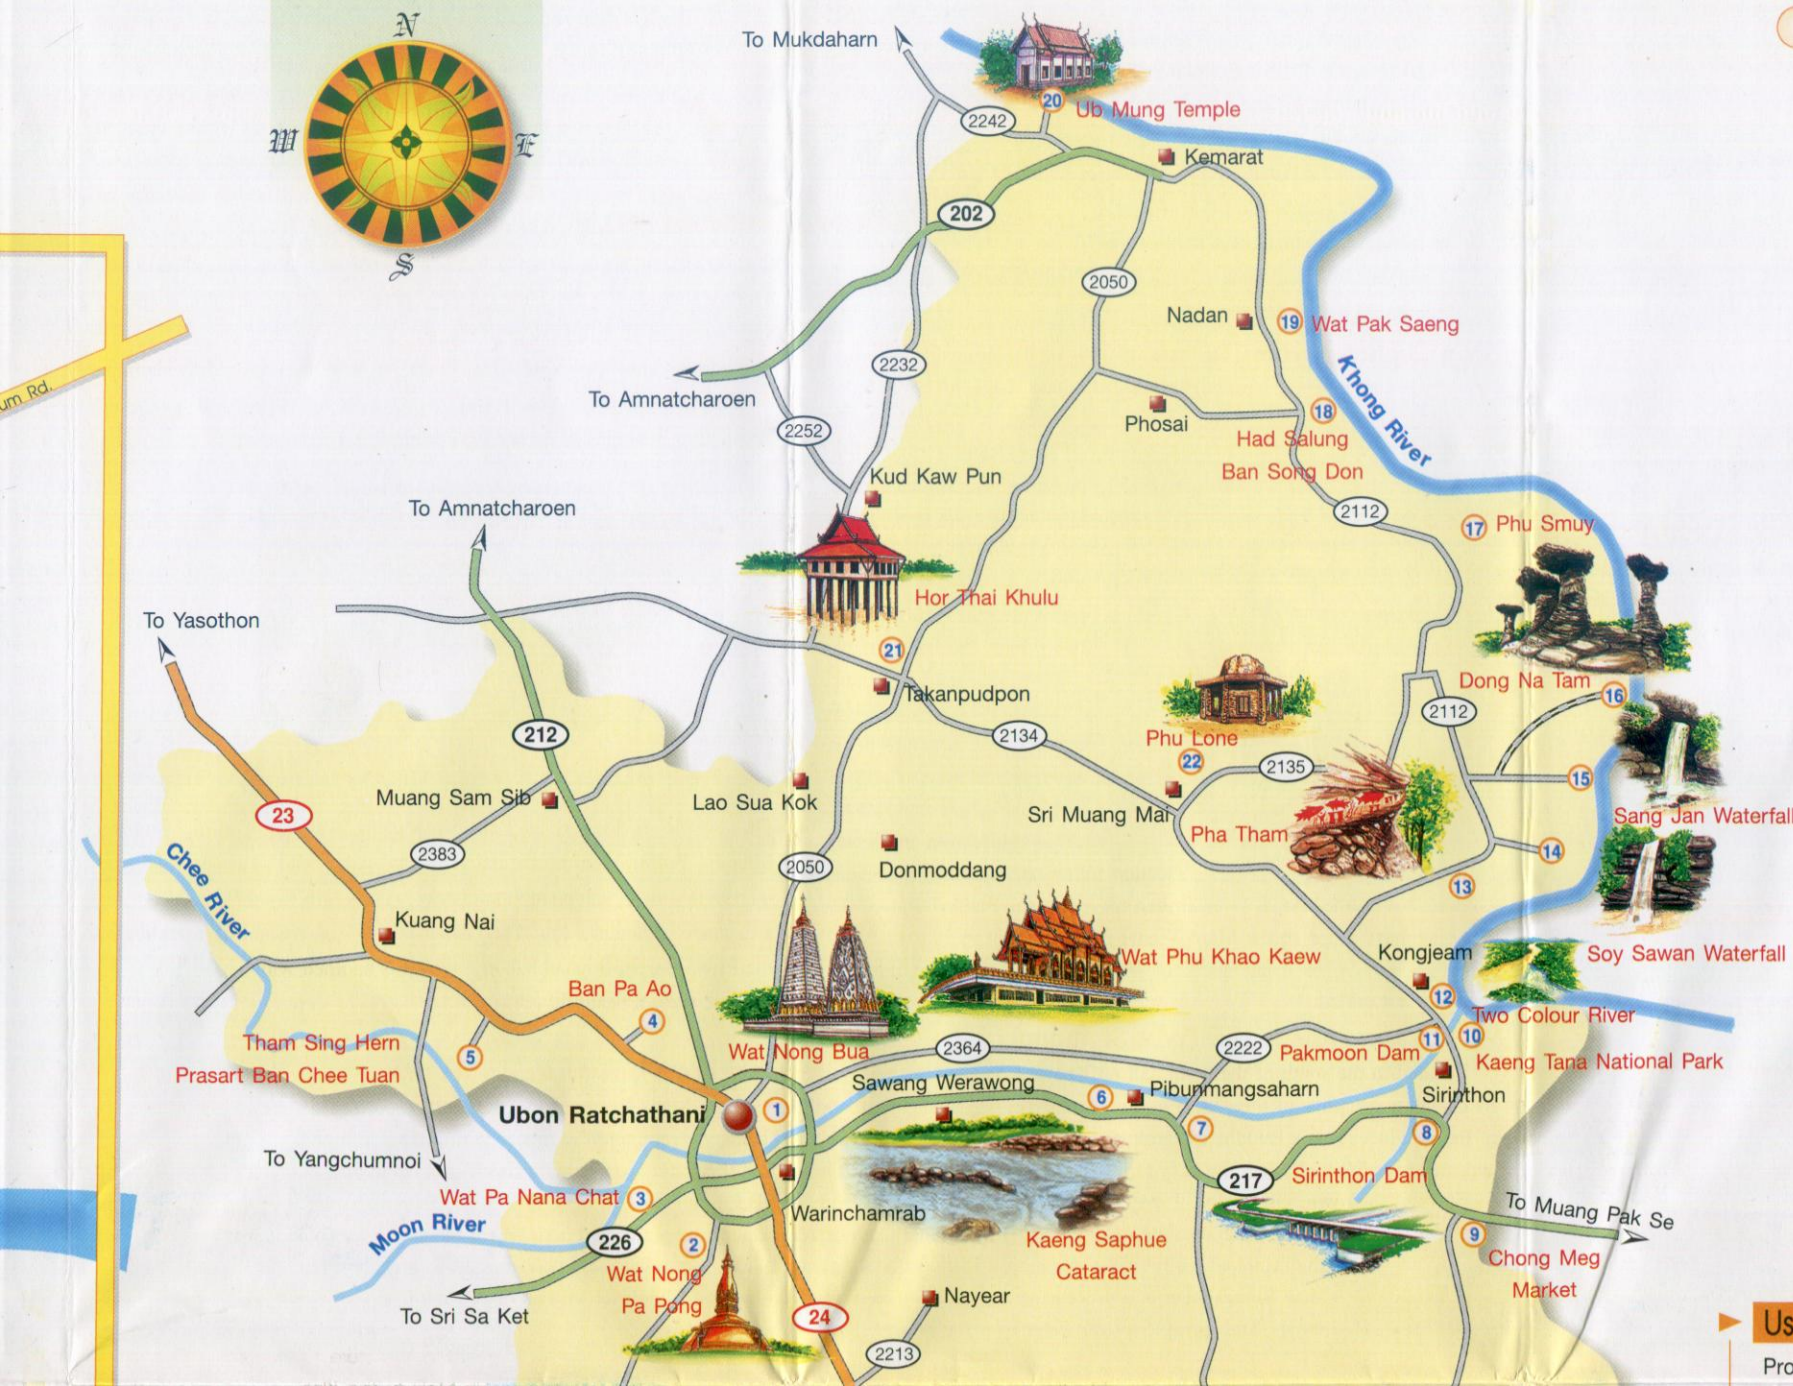 N
W
E
S
um Rd.
To Mukdaharn
20
Ub Mung Temple
2242
Kemarat
202
2050
Nadan
19
Wat Pak Saeng
2232
Khong River
To Amnatcharoen
2252
Phosai
18
Had Salung
Ban Song Don
Kud Kaw Pun
2112
17
Phu Smuy
To Amnatcharoen
Hor Thai Khulu
21
To Yasothon
Takanpudpon
Dong Na Tam
16
2112
212
2134
Phu Lone
22
2135
15
Muang Sam Sib
Lao Sua Kok
Sri Muang Mai
Pha Tham
Sang Jan Waterfall
23
2383
14
Chee River
2050
Donmoddang
13
Kuang Nai
Wat Phu Khao Kaew
Kongjeam
Soy Sawan Waterfall
12
Ban Pa Ao
4
Two Colour River
Tham Sing Hern
Prasart Ban Chee Tuan
5
Wat Nong Bua
2364
2222
Pakmoon Dam
11
10
Kaeng Tana National Park
Sawang Werawong
6
Pibunmangsaharn
Sirinthon
Ubon Ratchathani
1
7
8
To Yangchumnoi
217
Sirinthon Dam
Wat Pa Nana Chat
3
Moon River
Warinchamrab
To Muang Pak Se
226
2
Kaeng Saphue
Cataract
9
Chong Meg
Market
Wat Nong
Pa Pong
To Sri Sa Ket
Nayear
24
2213
Us
Pro